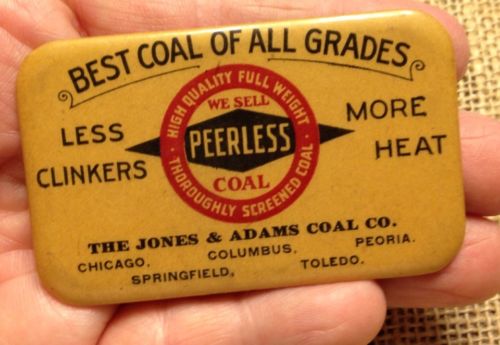 BEST COAL OF ALL GRADES
LESS
CLINKERS
HIGH QUALITY FULL WEIGHT
WE SELL
PEERLESS
COAL
THOROUGHLY SCREENED COAL
MORE
HEAT
THE JONES & ADAMS COAL CO.
CHICAGO. COLUMBUS. PEORIA.
SPRINGFIELD, TOLEDO.